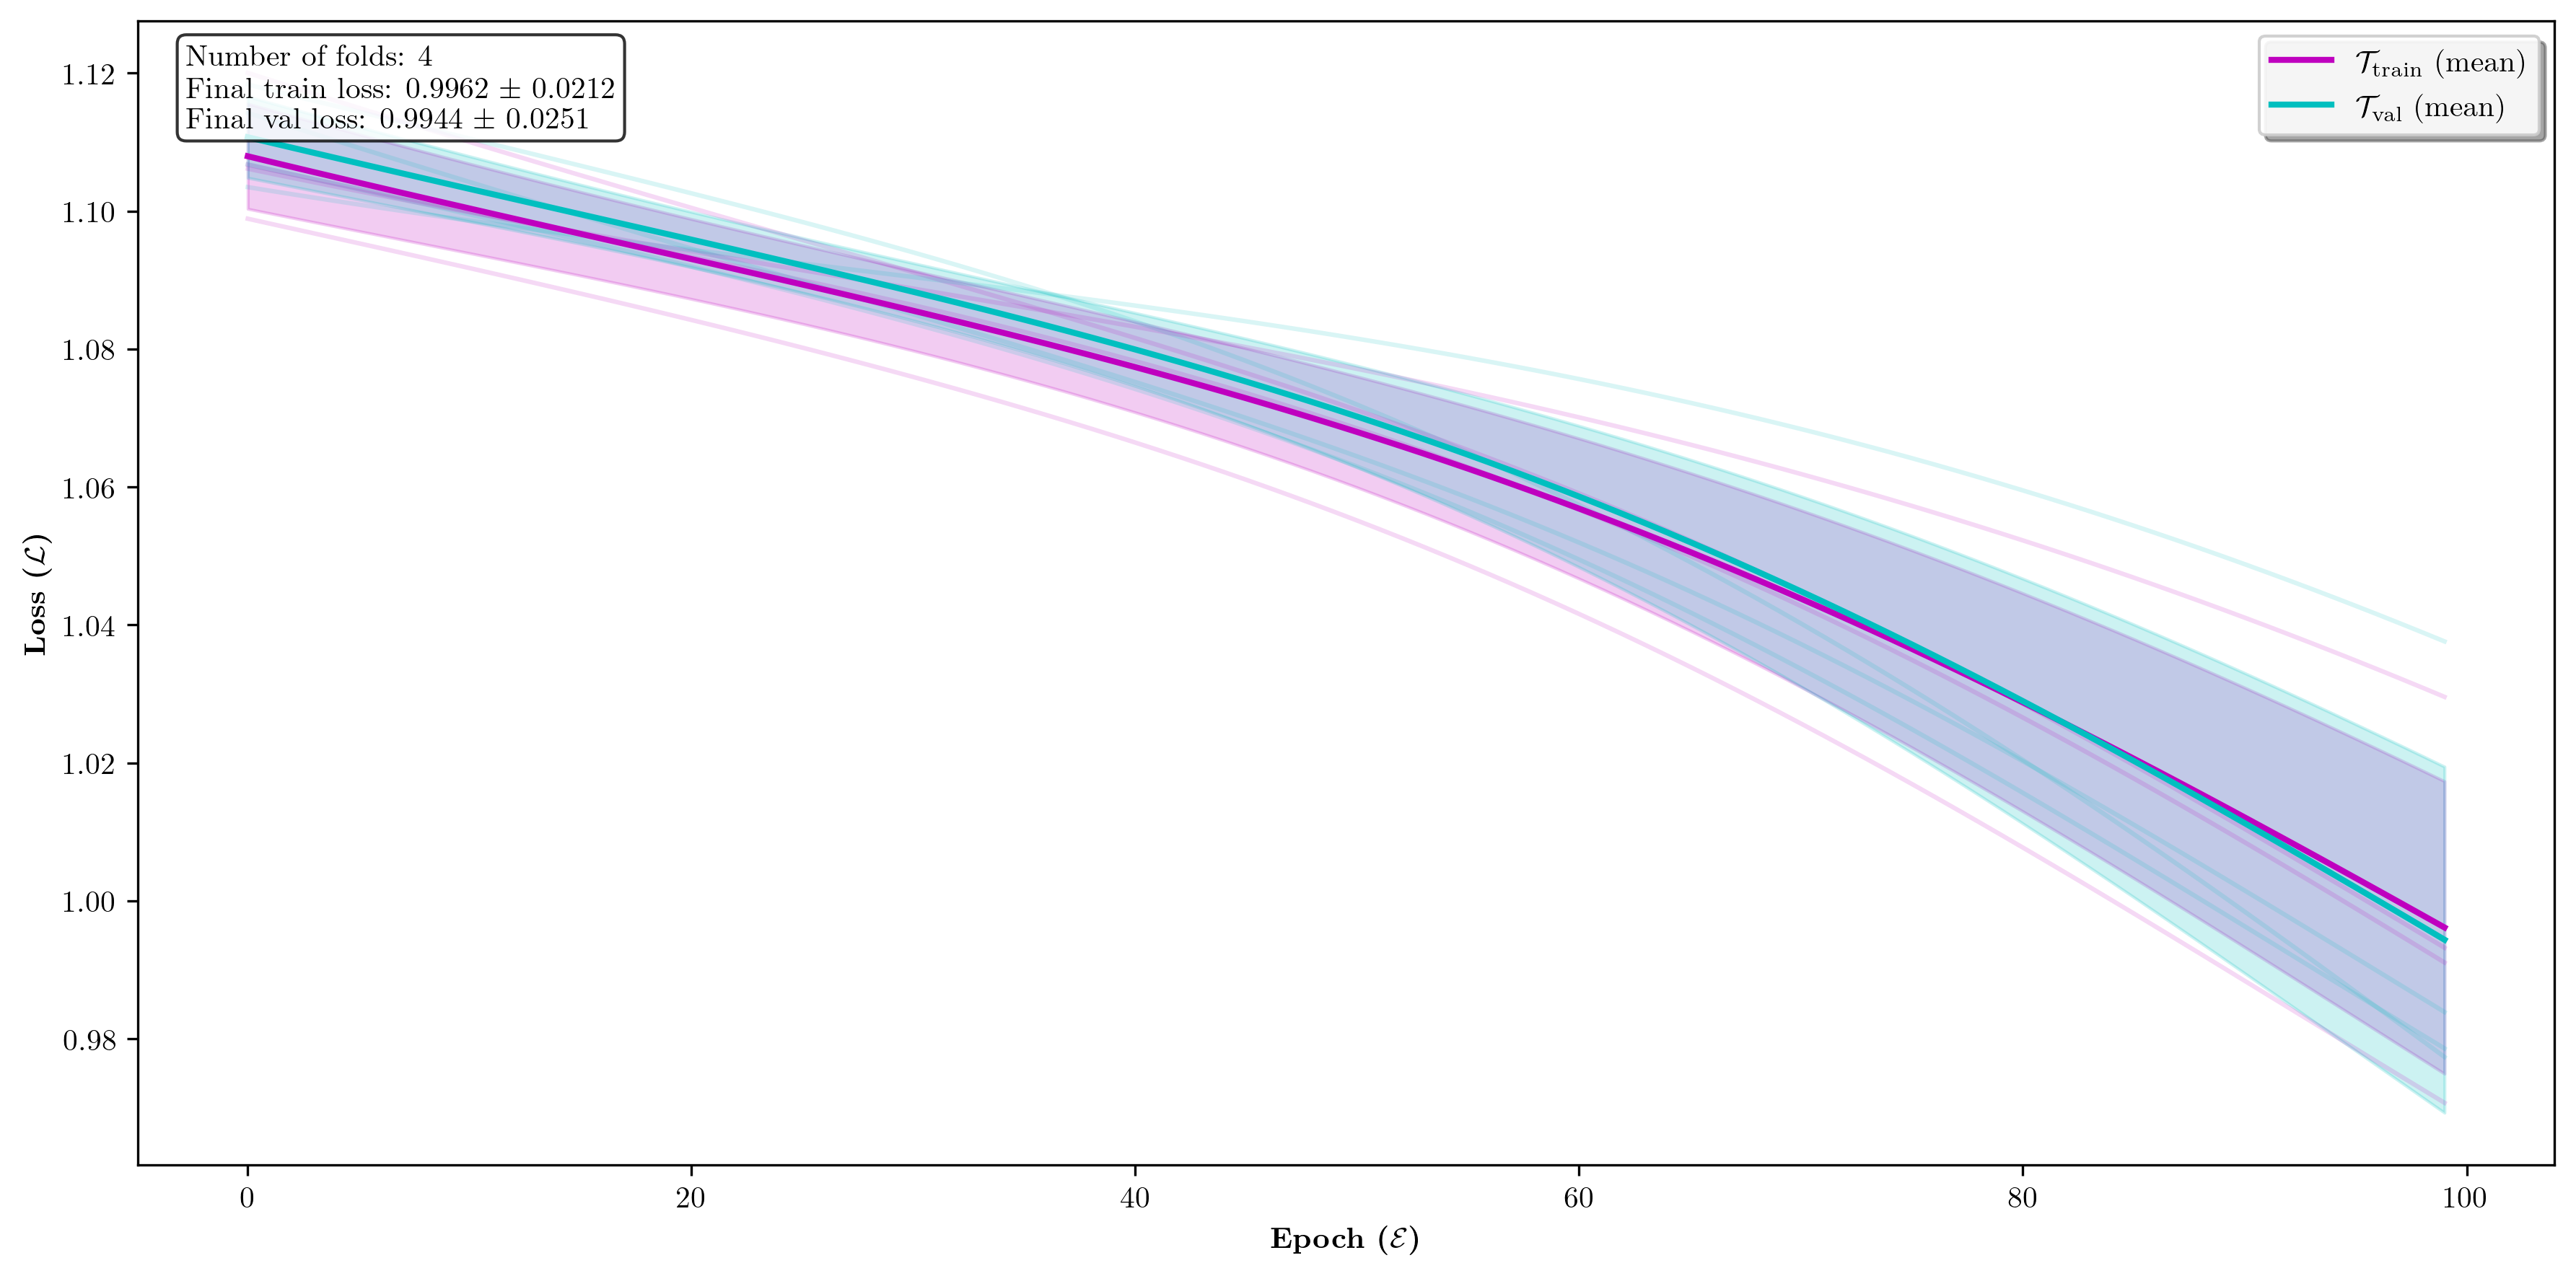 Number of folds: 4
Final train loss: 0.9962 ± 0.0212
Final val loss: 0.9944 ± 0.0251
𝒯train (mean)
𝒯val (mean)
1.12
1.10
1.08
1.06
1.04
1.02
1.00
0.98
Loss (ℒ)
0 20 40 60 80 100
Epoch (ℰ)